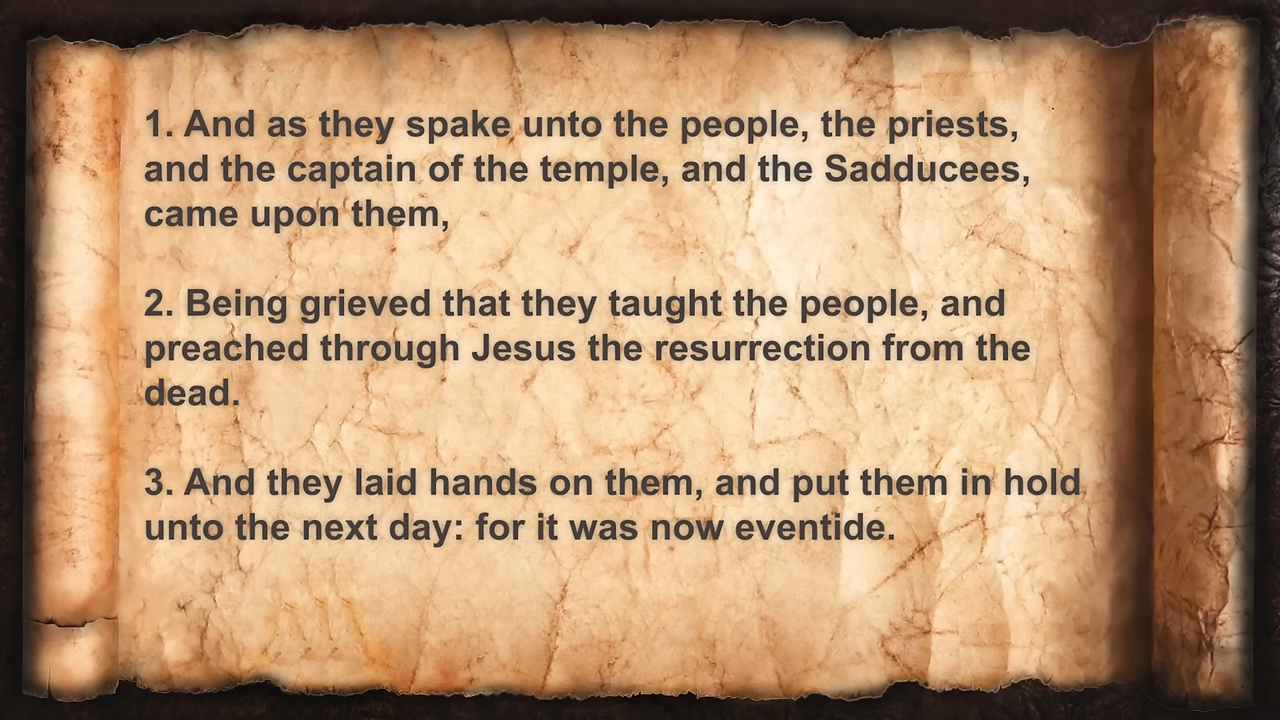 1. And as they spake unto the people, the priests,
and the captain of the temple, and the Sadducees,
came upon them,
2. Being grieved that they taught the people, and
preached through Jesus the resurrection from the
dead.
3. And they laid hands on them, and put them in hold
unto the next day: for it was now eventide.